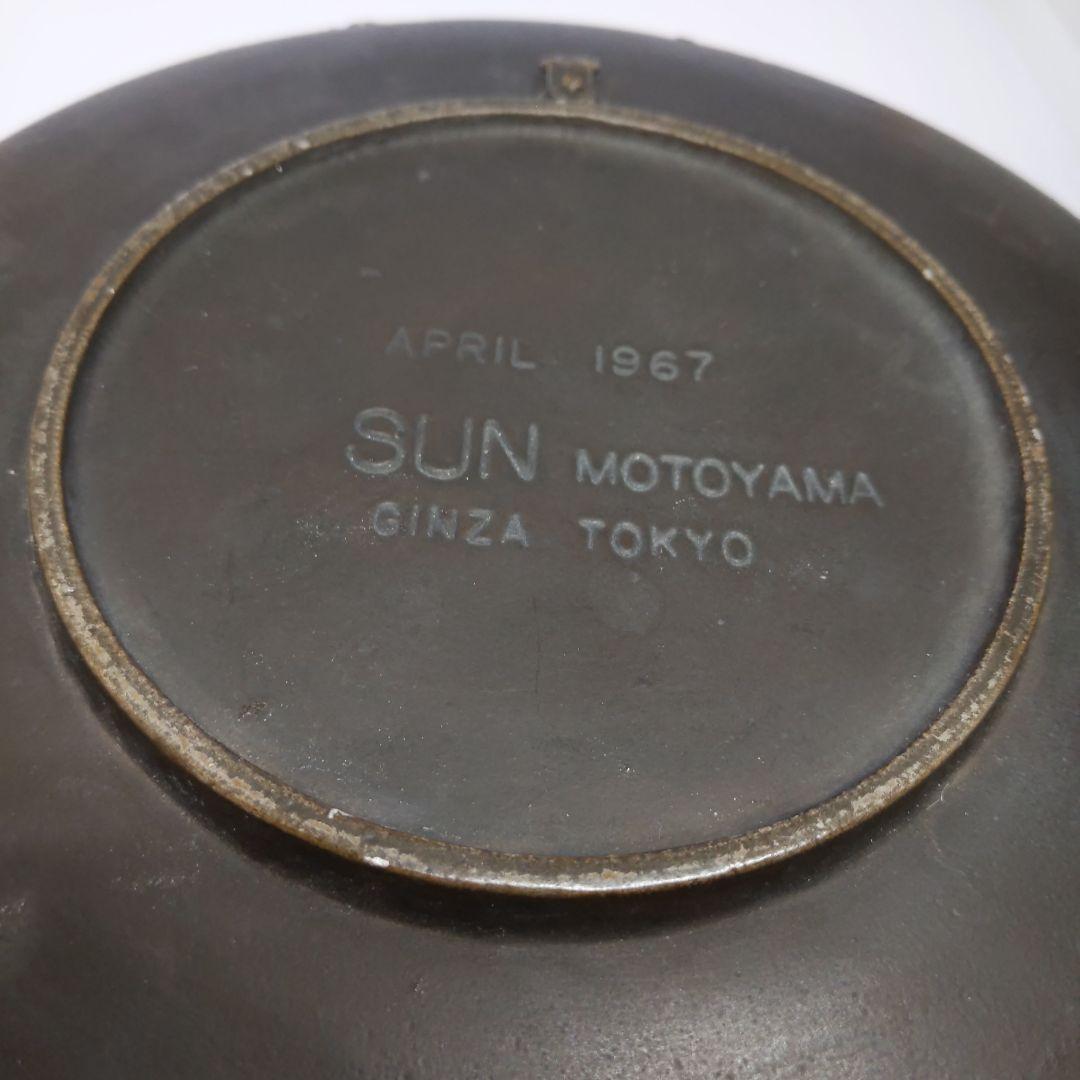 APRIL 1967
SUN MOTOYAMA
GINZA TOKYO